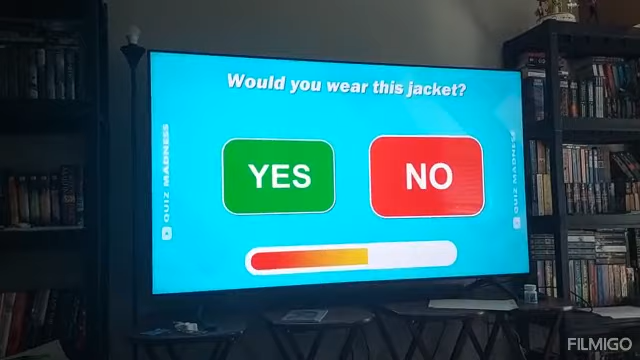 Would you wear this jacket?
QUIZ MADNESS
YES
NO
QUIZ MADNESS
FILMIGO